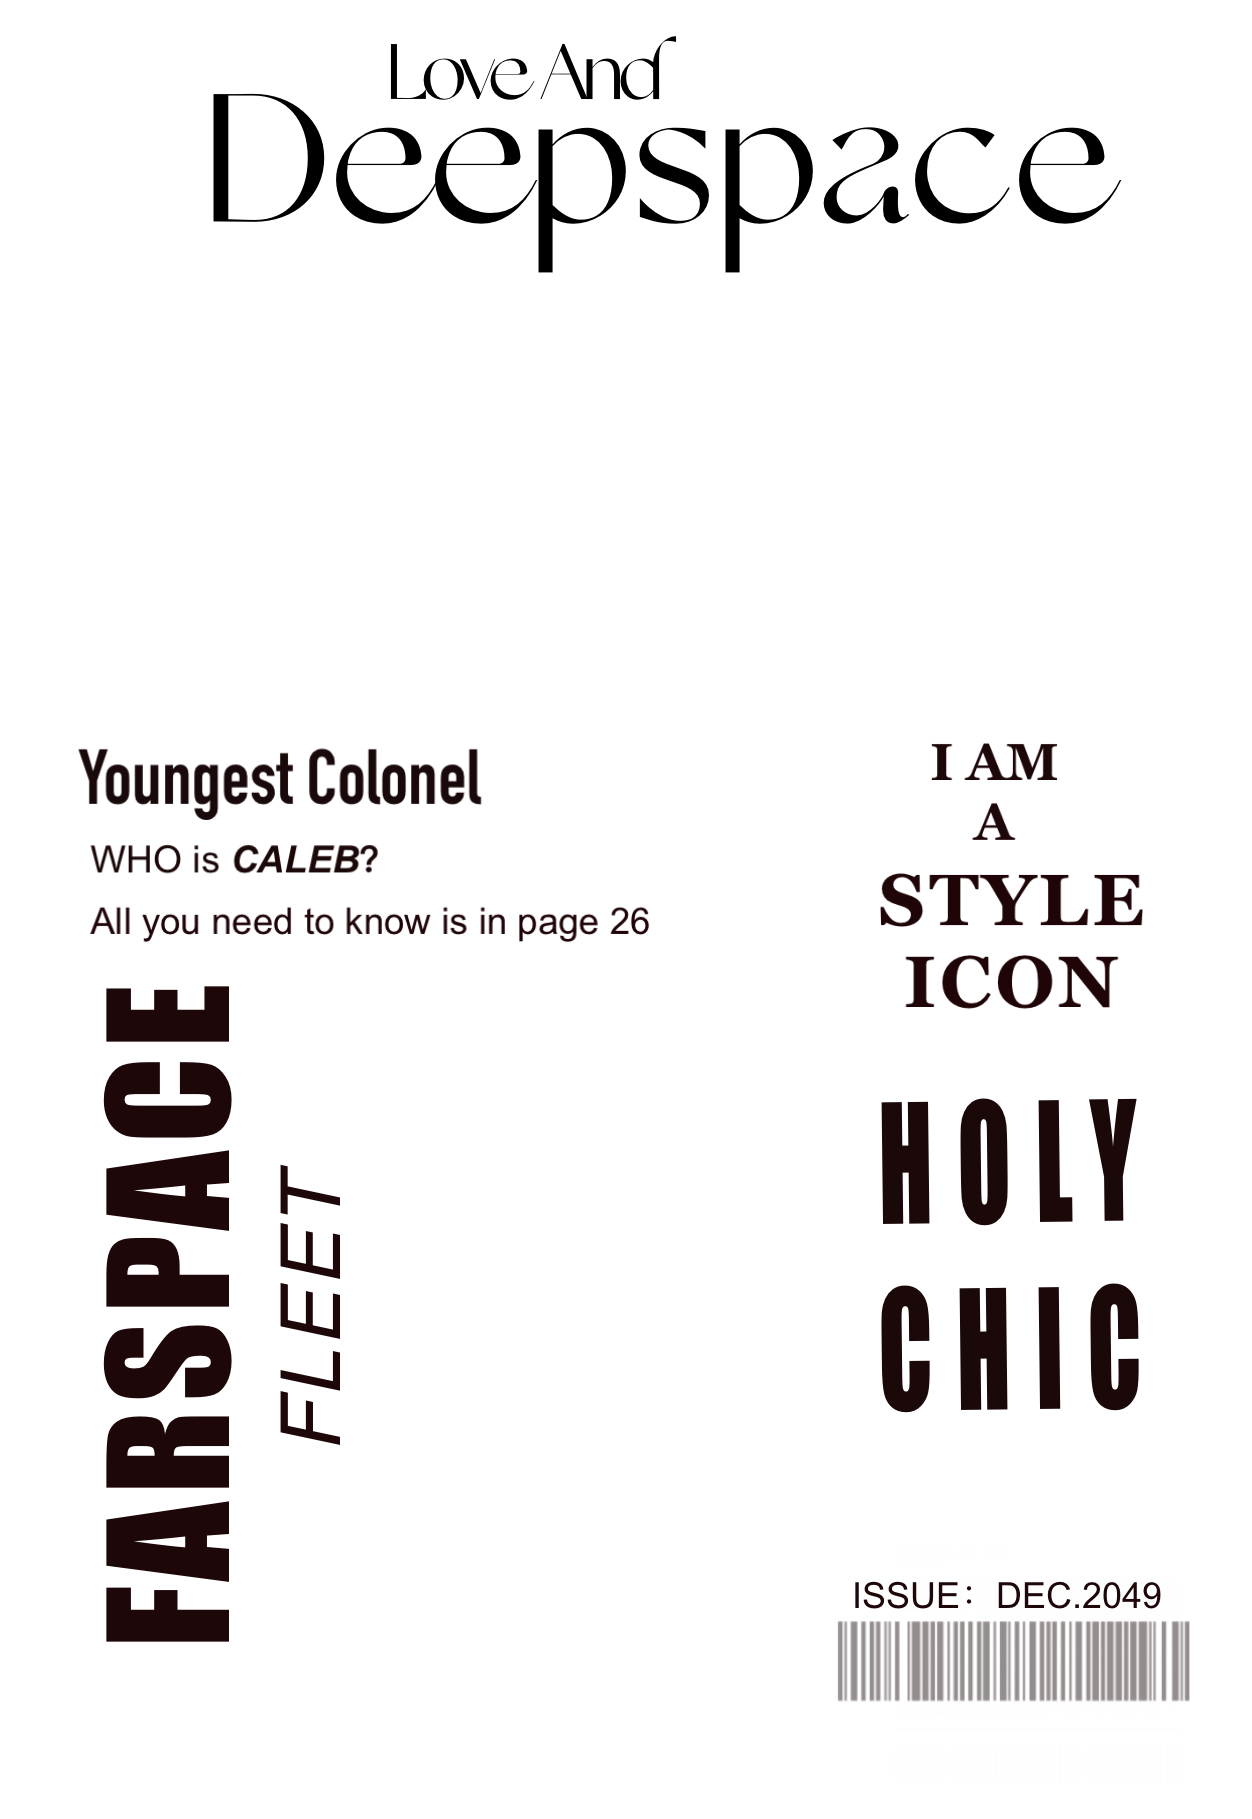 Love And
Deepspace
Youngest Colonel
WHO is CALEB?
All you need to know is in page 26
FARSPACE
FLEET
I AM
A
STYLE
ICON
HOLY
CHIC
ISSUE：DEC.2049